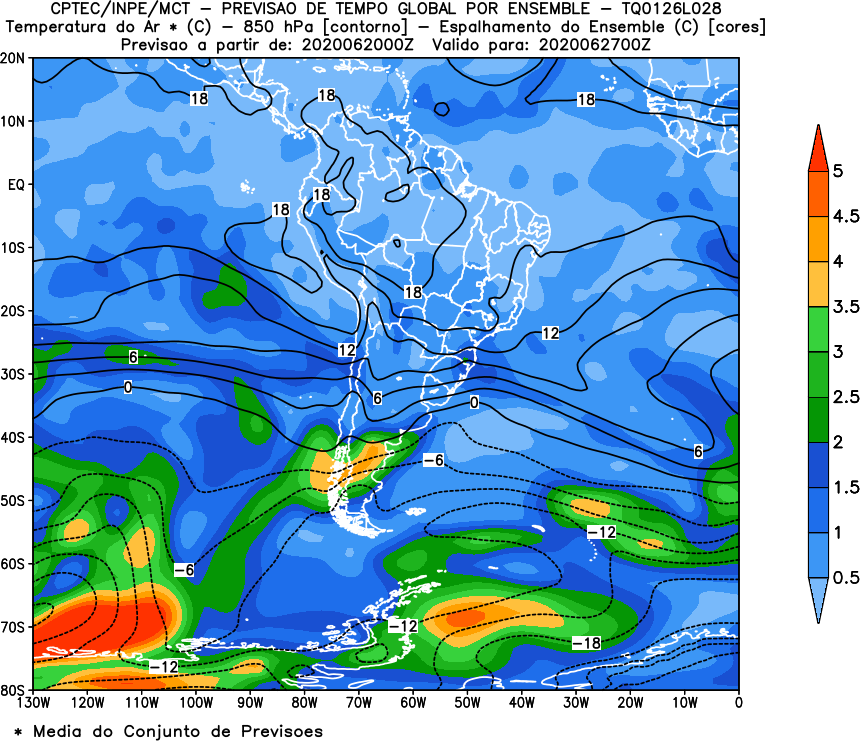 CPTEC/INPE/MCT – PREVISAO DE TEMPO GLOBAL POR ENSEMBLE – TQ0126L028
Temperatura do Ar * (C) – 850 hPa [contorno] – Espalhamento do Ensemble (C) [cores]
Previsao a partir de: 2020062000Z Valido para: 2020062700Z
20N
18 18 18
10N
EQ
18
18
10S
18
20S
12
12
6
30S
0
6
0
40S
6
−6
50S
−12
60S
−6
−12
70S
−18
−12
80S
130W 120W 110W 100W 90W 80W 70W 60W 50W 40W 30W 20W 10W 0
5
4.5
4
3.5
3
2.5
2
1.5
1
0.5
* Media do Conjunto de Previsoes